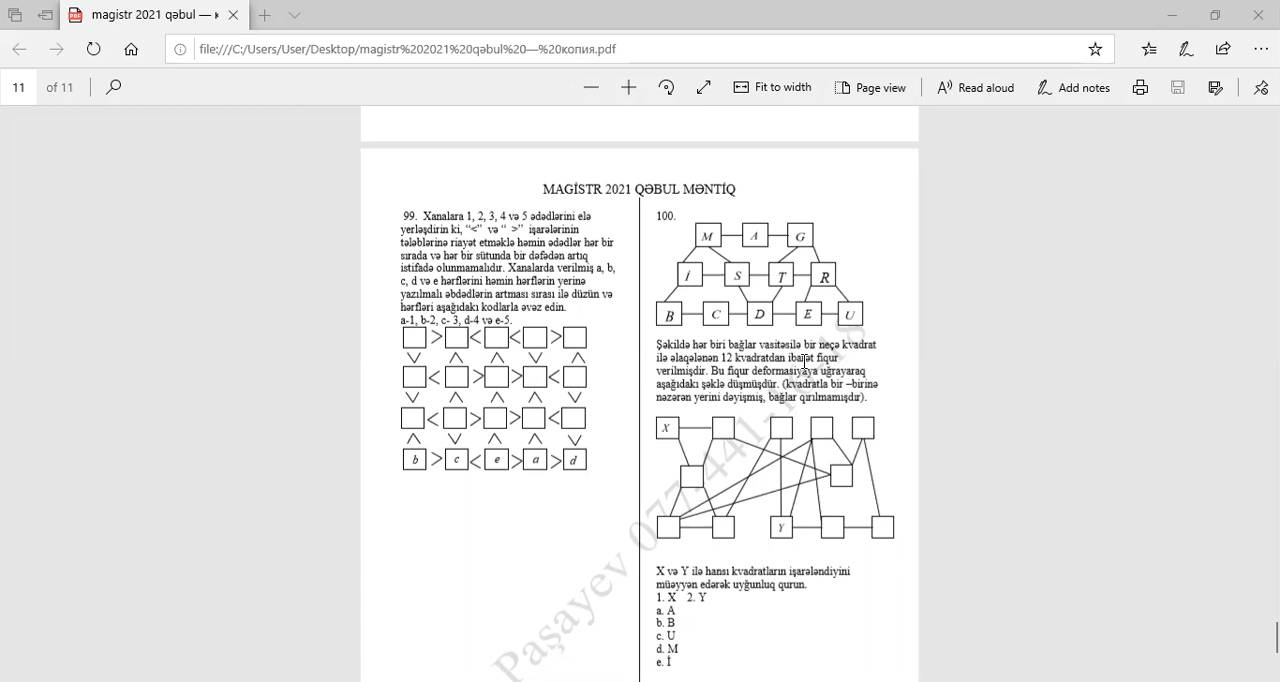 magistr 2021 qəbul — к
file:///C:/Users/User/Desktop/magistr%202021%20qəbul%20—%20копия.pdf
11 of 11
Fit to width
Page view
Read aloud
Add notes
MAGİSTR 2021 QƏBUL MƏNTİQ
99. Xanalara 1, 2, 3, 4 və 5 ədədlərini elə
yerləşdirin ki, “<” və “ >” işarələrinin
tələblərinə riayət etməklə həmin ədədlər hər bir
sırada və hər bir sütunda bir dəfədən artıq
istifadə olunmamalıdır. Xanalarda verilmiş a, b,
c, d və e hərflərini həmin hərflərin yerinə
yazılmalı əbdədlərin artması sırası ilə düzün və
hərfləri aşağıdakı kodlarla əvəz edin.
a-1, b-2, c- 3, d-4 və e-5.
> < < >
∨ ∧ ∧ ∨ ∧
< > > <
∨ ∧ ∧ ∧ ∨
< > > <
∧ ∨ ∧ ∧ ∨
b > c < e > a > d
100.
M A G
İ S T R
B C D E U
Şəkildə hər biri bağlar vasitəsilə bir neçə kvadrat
ilə əlaqələnən 12 kvadratdan ibarət fiqur
verilmişdir. Bu fiqur deformasiyaya uğrayaraq
aşağıdakı şəklə düşmüşdür. (kvadratla bir –birinə
nəzərən yerini dəyişmiş, bağlar qırılmamışdır).
X
Y
X və Y ilə hansı kvadratların işarələndiyini
müəyyən edərək uyğunluq qurun.
1. X 2. Y
a. A
b. B
c. U
d. M
e. İ
Paşayev 077-441-